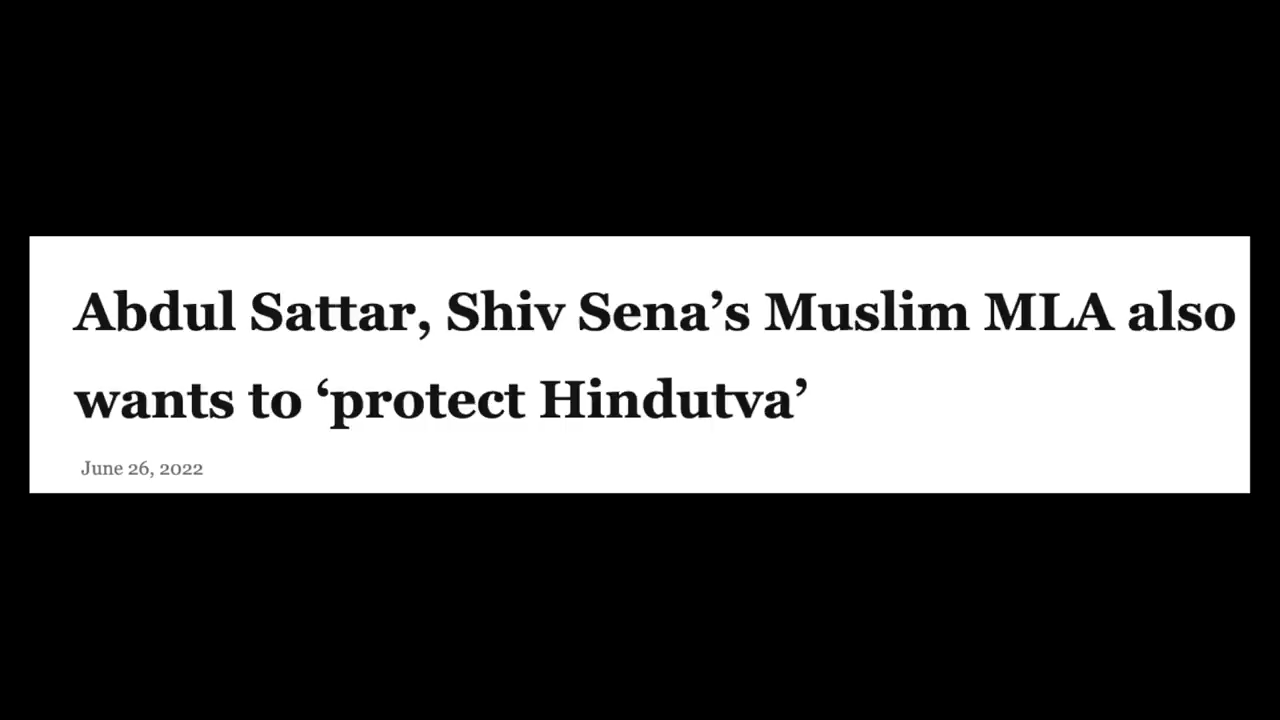 Abdul Sattar, Shiv Sena’s Muslim MLA also
wants to ‘protect Hindutva’
June 26, 2022